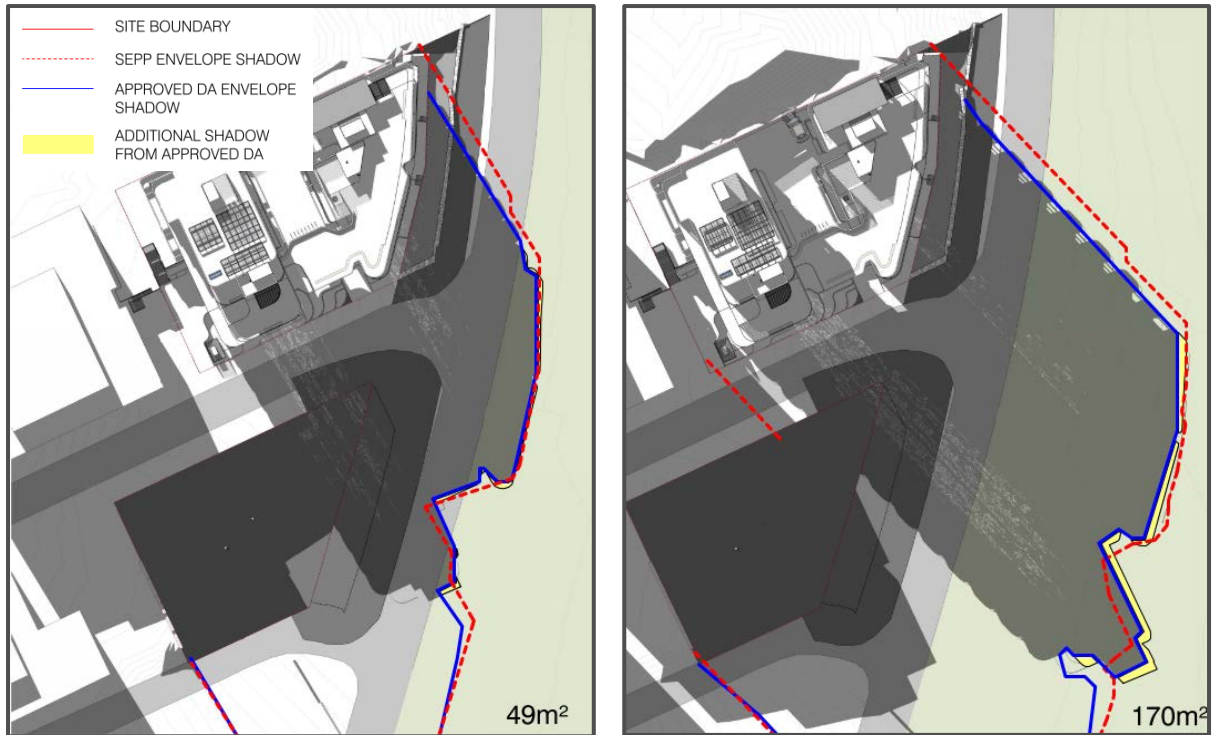 SITE BOUNDARY
SEPP ENVELOPE SHADOW
APPROVED DA ENVELOPE
SHADOW
ADDITIONAL SHADOW
FROM APPROVED DA
49m²
170m²